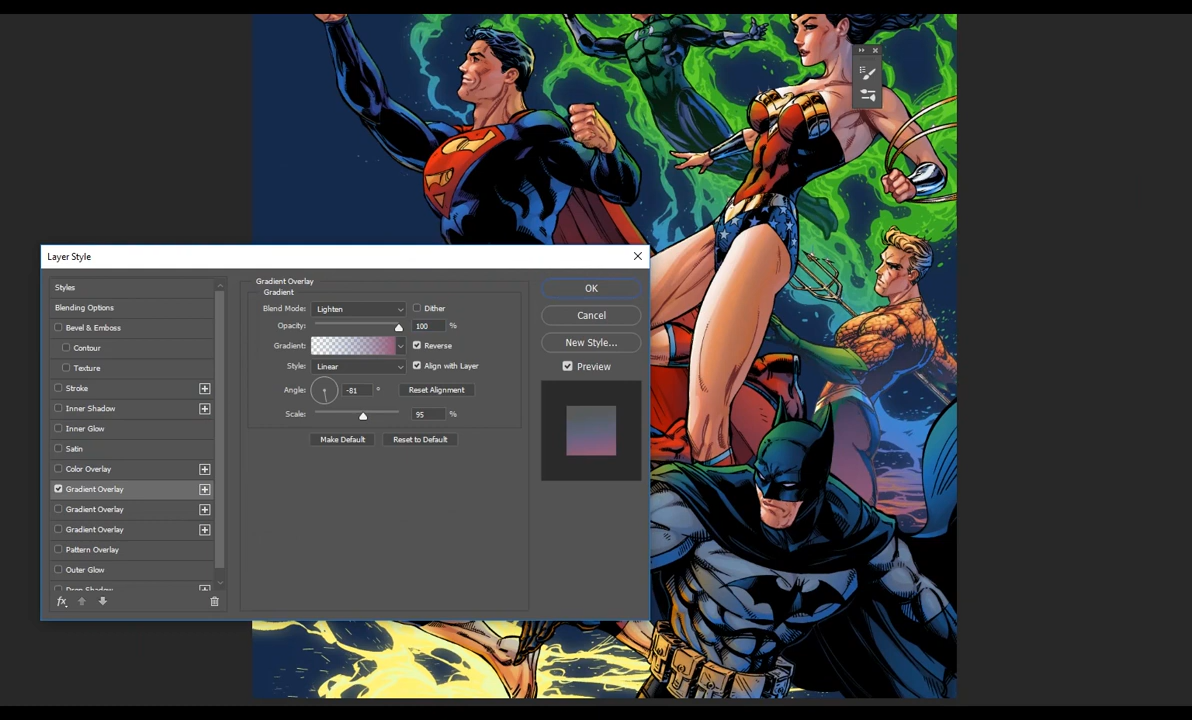 Layer Style
Styles
Blending Options
Bevel & Emboss
Contour
Texture
Stroke
Inner Shadow
Inner Glow
Satin
Color Overlay
Gradient Overlay
Gradient Overlay
Gradient Overlay
Pattern Overlay
Outer Glow
Drop Shadow
fx
Gradient Overlay
Gradient
Blend Mode: Lighten Dither
Opacity: 100 %
Gradient: Reverse
Style: Linear Align with Layer
Angle: -81 ° Reset Alignment
Scale: 95 %
Make Default Reset to Default
OK
Cancel
New Style...
Preview